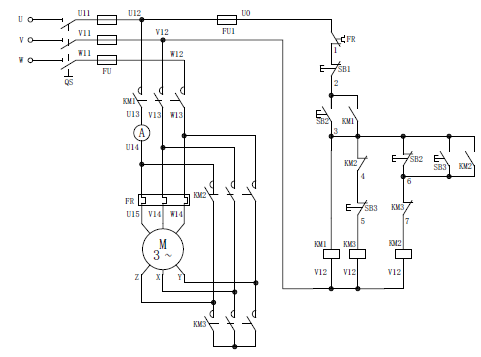 U U11 U12 U0
FU1
V V11 V12
W W11 W12
FU
QS
FR
1
SB1
2
KM1
U13 V13 W13
SB2 KM1
3
A
U14
KM2 SB2 SB3 KM2
4 6
FR
KM2
SB3 KM3
U15 V14 W14
5 7
M
3 ~
KM1 KM3 KM2
Z X Y
V12 V12 V12
KM3